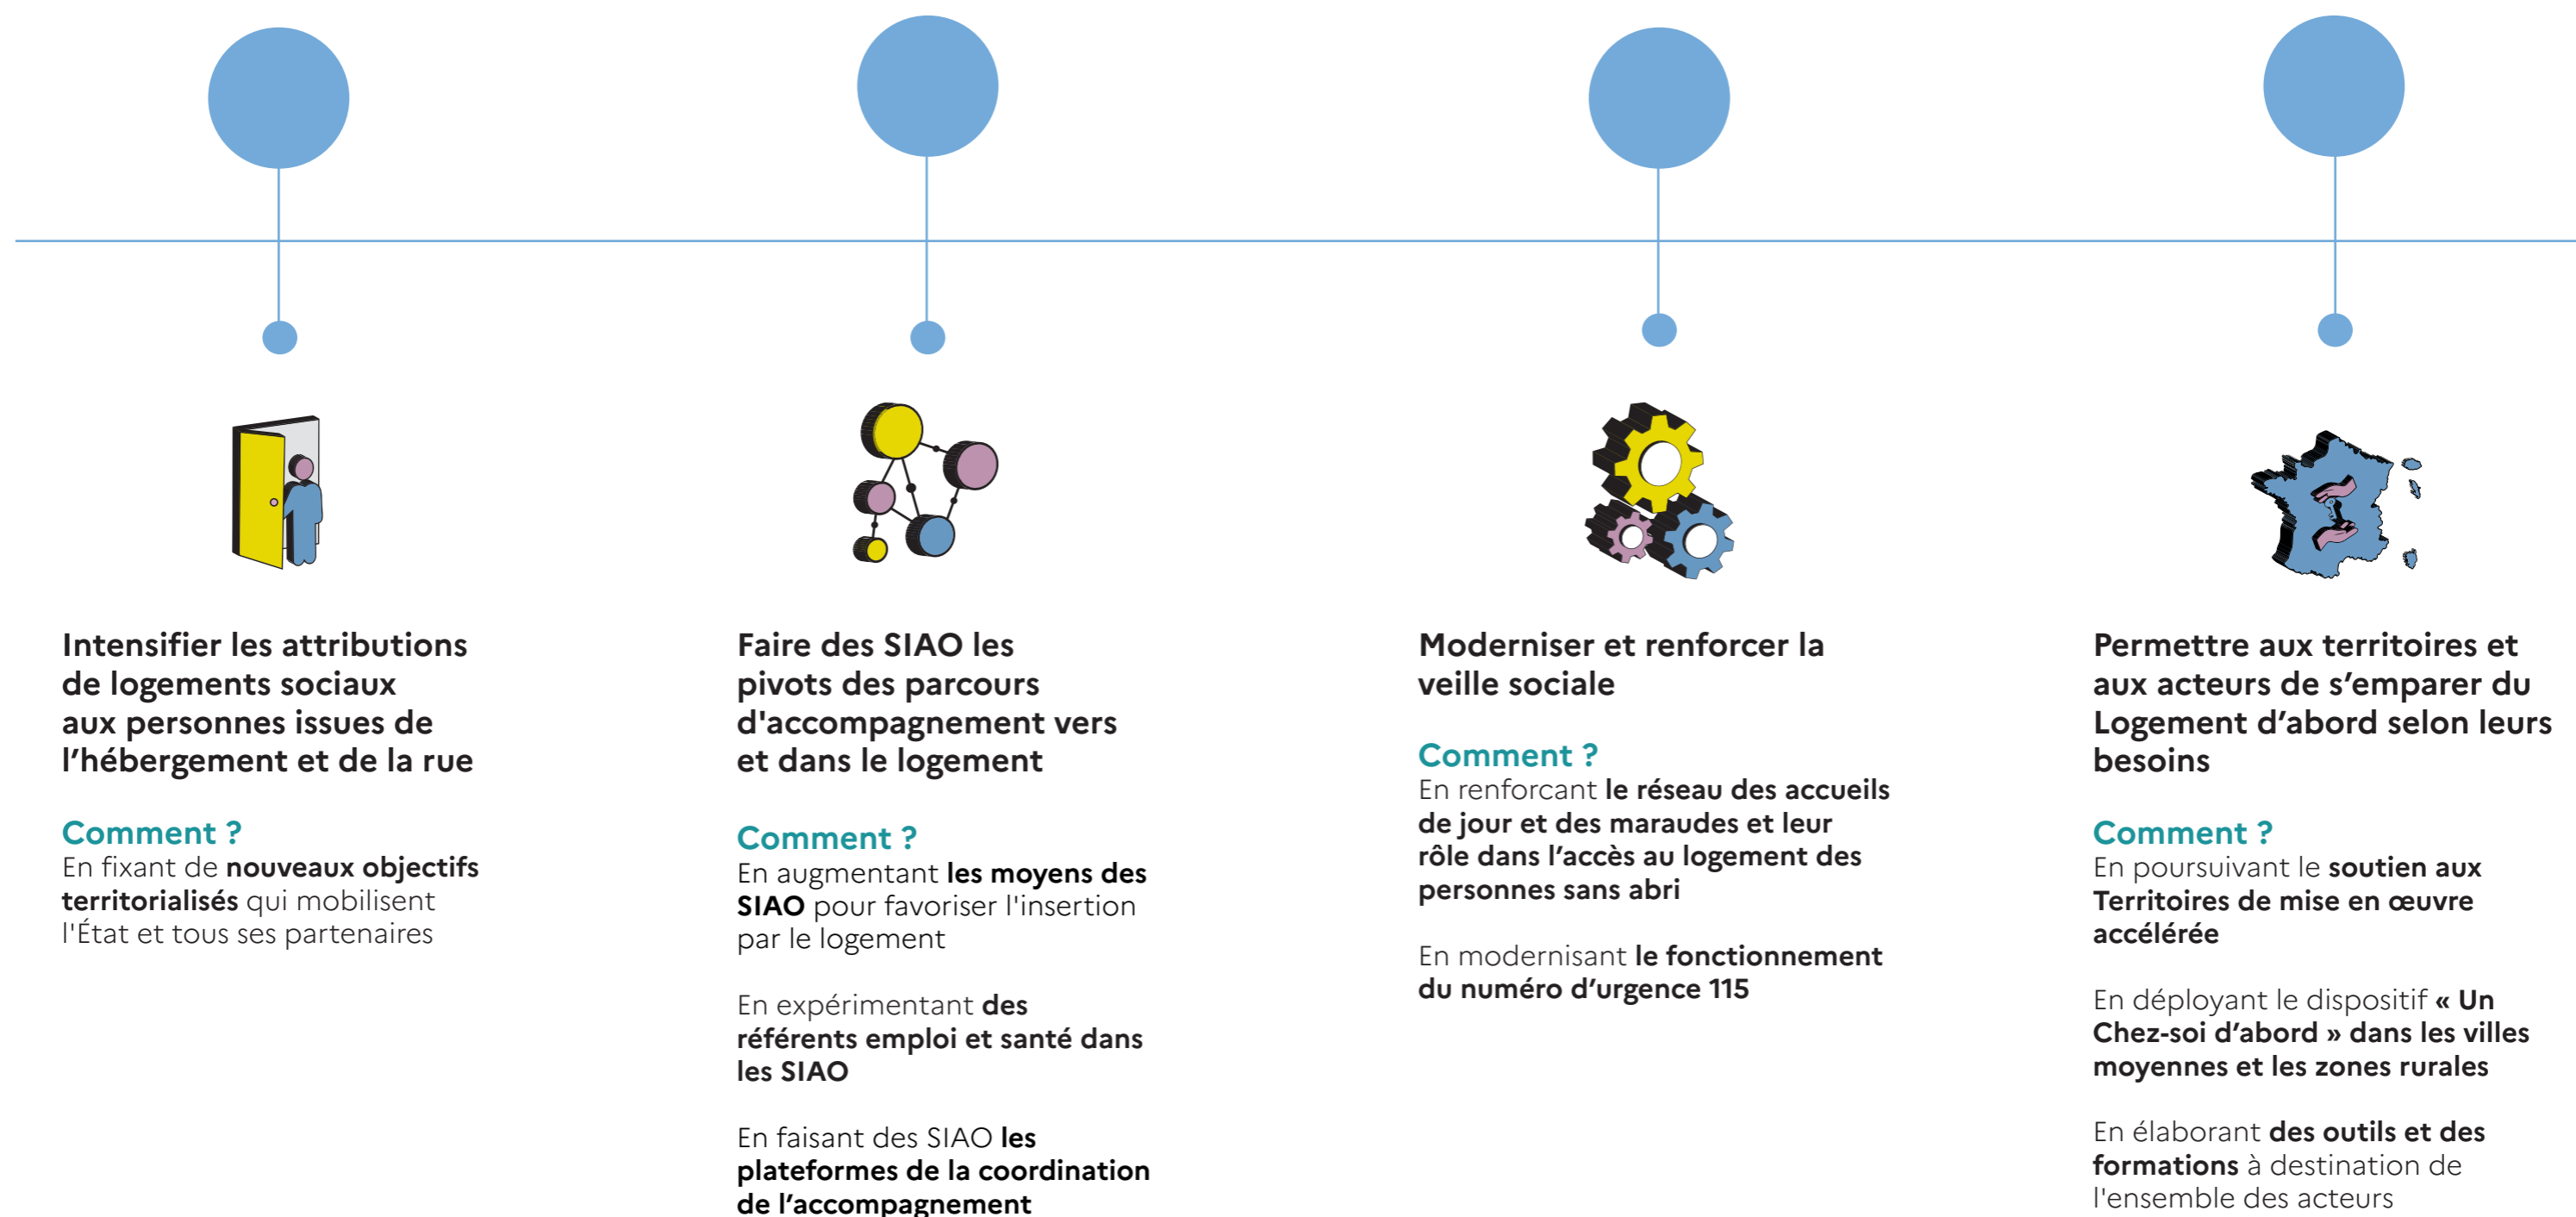 Intensifier les attributions
de logements sociaux
aux personnes issues de
l’hébergement et de la rue
Comment ?
En fixant de nouveaux objectifs
territorialisés qui mobilisent
l'État et tous ses partenaires
Faire des SIAO les
pivots des parcours
d'accompagnement vers
et dans le logement
Comment ?
En augmentant les moyens des
SIAO pour favoriser l'insertion
par le logement
En expérimentant des
référents emploi et santé dans
les SIAO
En faisant des SIAO les
plateformes de la coordination
de l’accompagnement
Moderniser et renforcer la
veille sociale
Comment ?
En renforcant le réseau des accueils
de jour et des maraudes et leur
rôle dans l’accès au logement des
personnes sans abri
En modernisant le fonctionnement
du numéro d’urgence 115
Permettre aux territoires et
aux acteurs de s’emparer du
Logement d’abord selon leurs
besoins
Comment ?
En poursuivant le soutien aux
Territoires de mise en œuvre
accélérée
En déployant le dispositif « Un
Chez-soi d’abord » dans les villes
moyennes et les zones rurales
En élaborant des outils et des
formations à destination de
l'ensemble des acteurs